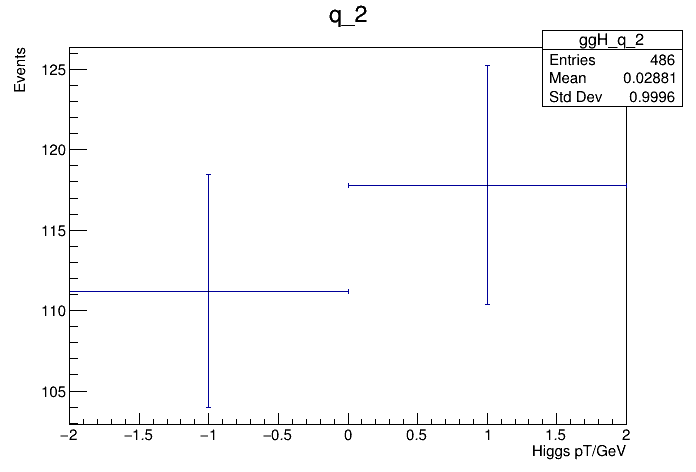 q_2
ggH_q_2
Entries 486
Mean 0.02881
Std Dev 0.9996
Events
125
120
115
110
105
−2 −1.5 −1 −0.5 0 0.5 1 1.5 2
Higgs pT/GeV